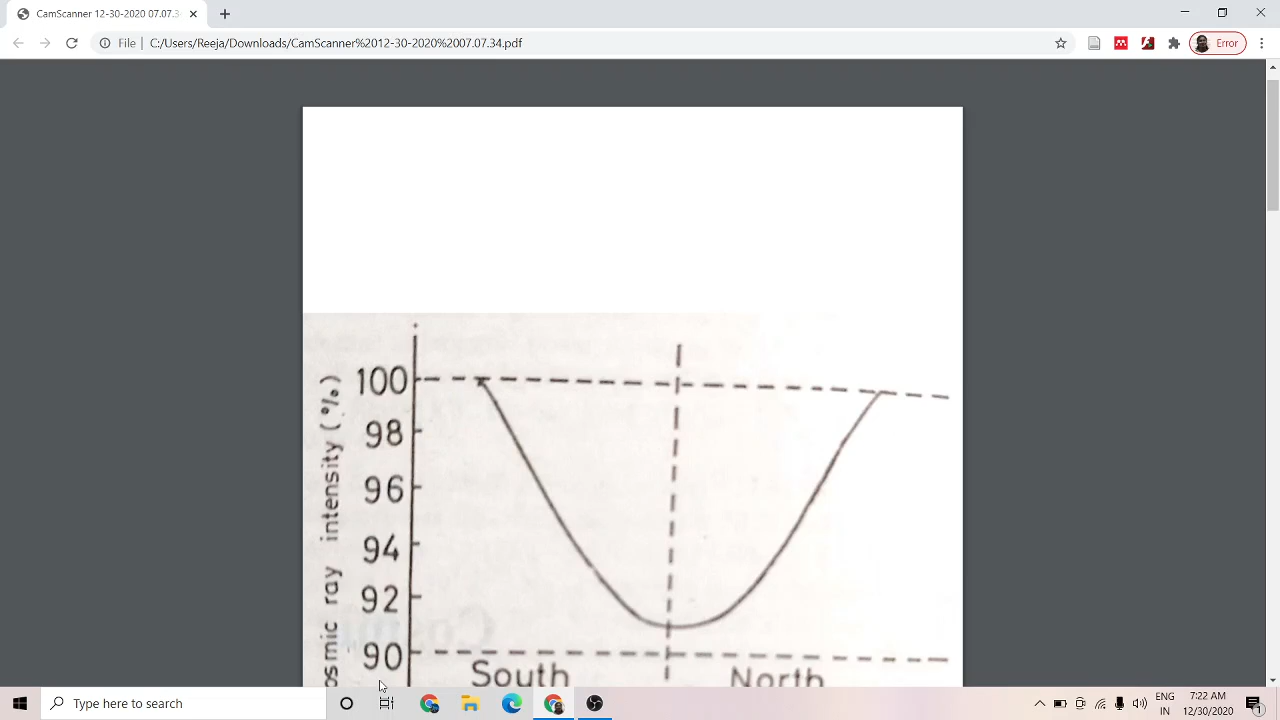 CamScanner 12-30-2020 07.07.3
File
C:/Users/Reeja/Downloads/CamScanner%2012-30-2020%2007.07.34.pdf
Error
100
98
96
94
92
90
osmic ray intensity (%)
South
North
Type here to search
ENG
IN
7:22 AM
12/30/2020
1